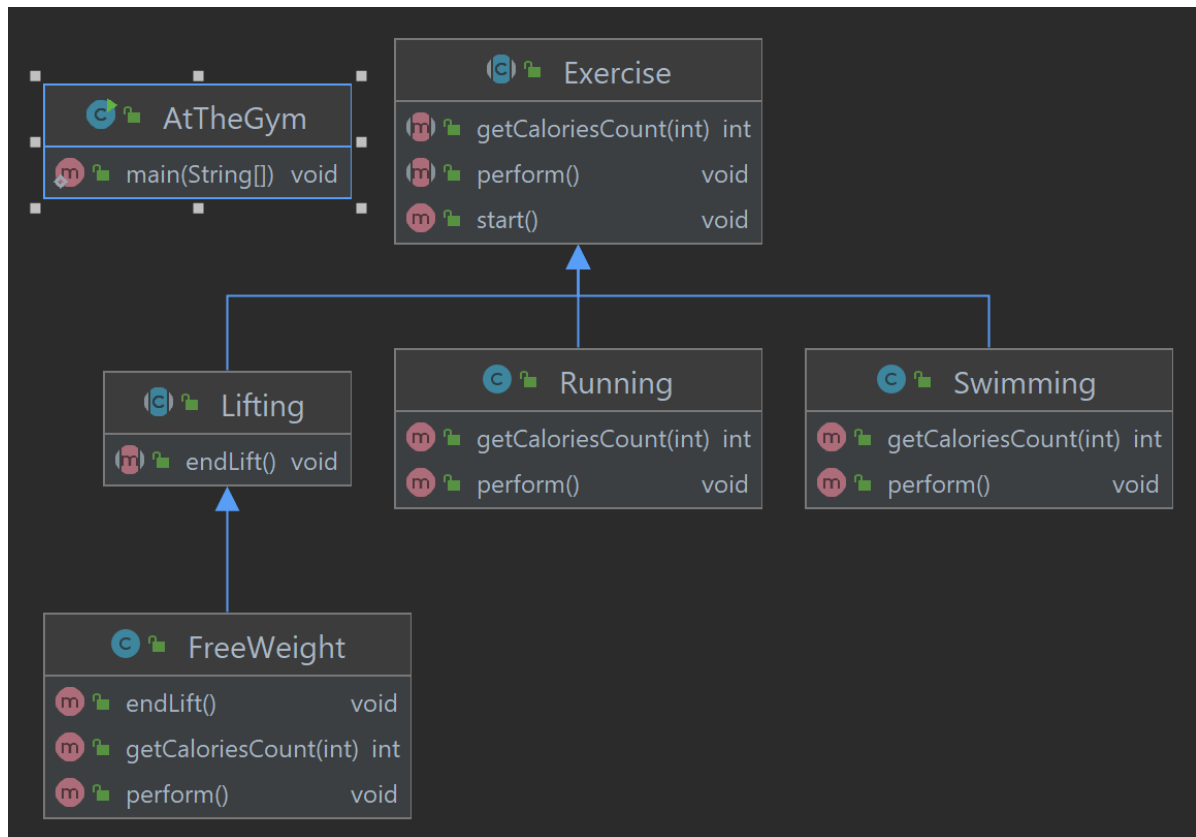 AtTheGym
main(String[]) void
Exercise
getCaloriesCount(int) int
perform() void
start() void
Lifting
endLift() void
Running
getCaloriesCount(int) int
perform() void
Swimming
getCaloriesCount(int) int
perform() void
FreeWeight
endLift() void
getCaloriesCount(int) int
perform() void